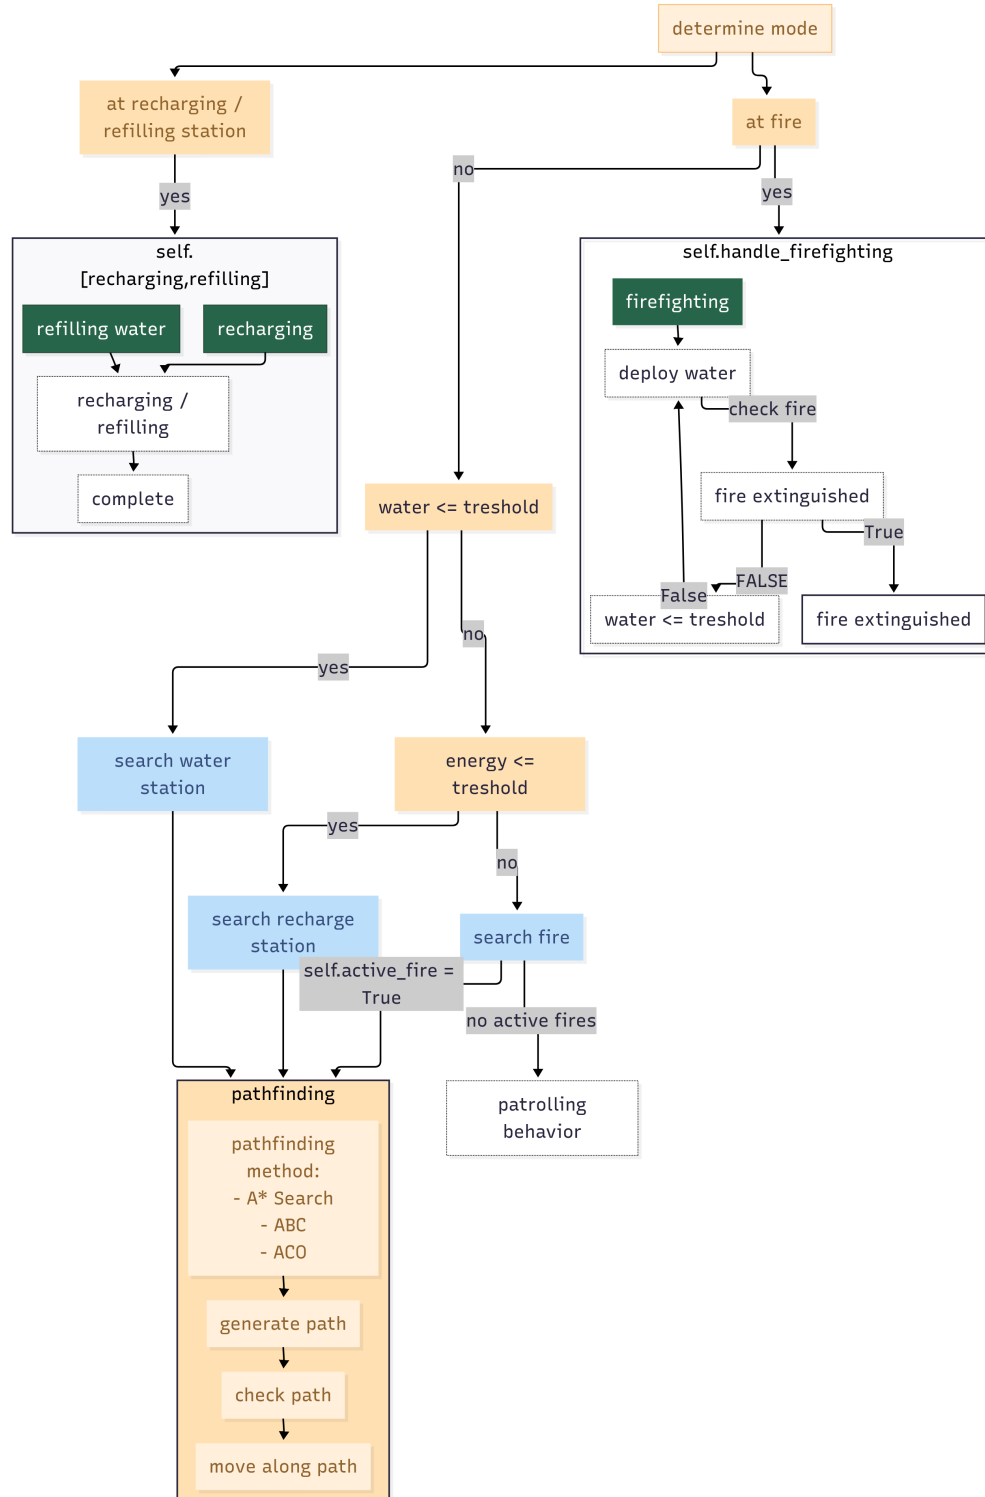 determine mode
at recharging /
refilling station
at fire
no
yes
yes
self.
[recharging,refilling]
refilling water
recharging
recharging /
refilling
complete
self.handle_firefighting
firefighting
deploy water
check fire
fire extinguished
True
FALSE
False
water <= treshold
fire extinguished
water <= treshold
no
yes
search water
station
energy <=
treshold
yes
no
search recharge
station
search fire
self.active_fire =
True
no active fires
pathfinding
patrolling
behavior
pathfinding
method:
- A* Search
- ABC
- ACO
generate path
check path
move along path